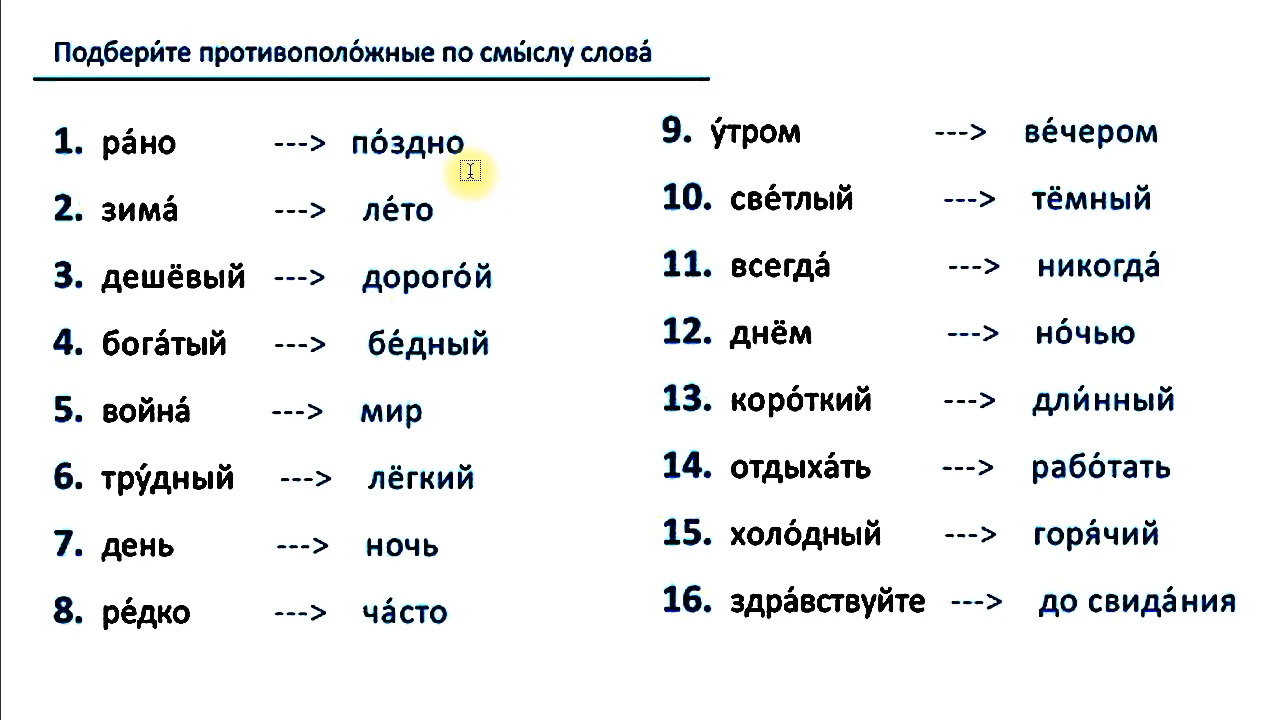 Подбери́те противополо́жные по смы́слу слова́
1. ра́но ---> по́здно
2. зима́ ---> ле́то
3. дешёвый ---> дорого́й
4. бога́тый ---> бе́дный
5. война́ ---> мир
6. тру́дный ---> лёгкий
7. день ---> ночь
8. ре́дко ---> ча́сто
9. у́тром ---> ве́чером
10. све́тлый ---> тёмный
11. всегда́ ---> никогда́
12. днём ---> но́чью
13. коро́ткий ---> дли́нный
14. отдыха́ть ---> рабо́тать
15. холо́дный ---> горя́чий
16. здра́вствуйте ---> до свида́ния